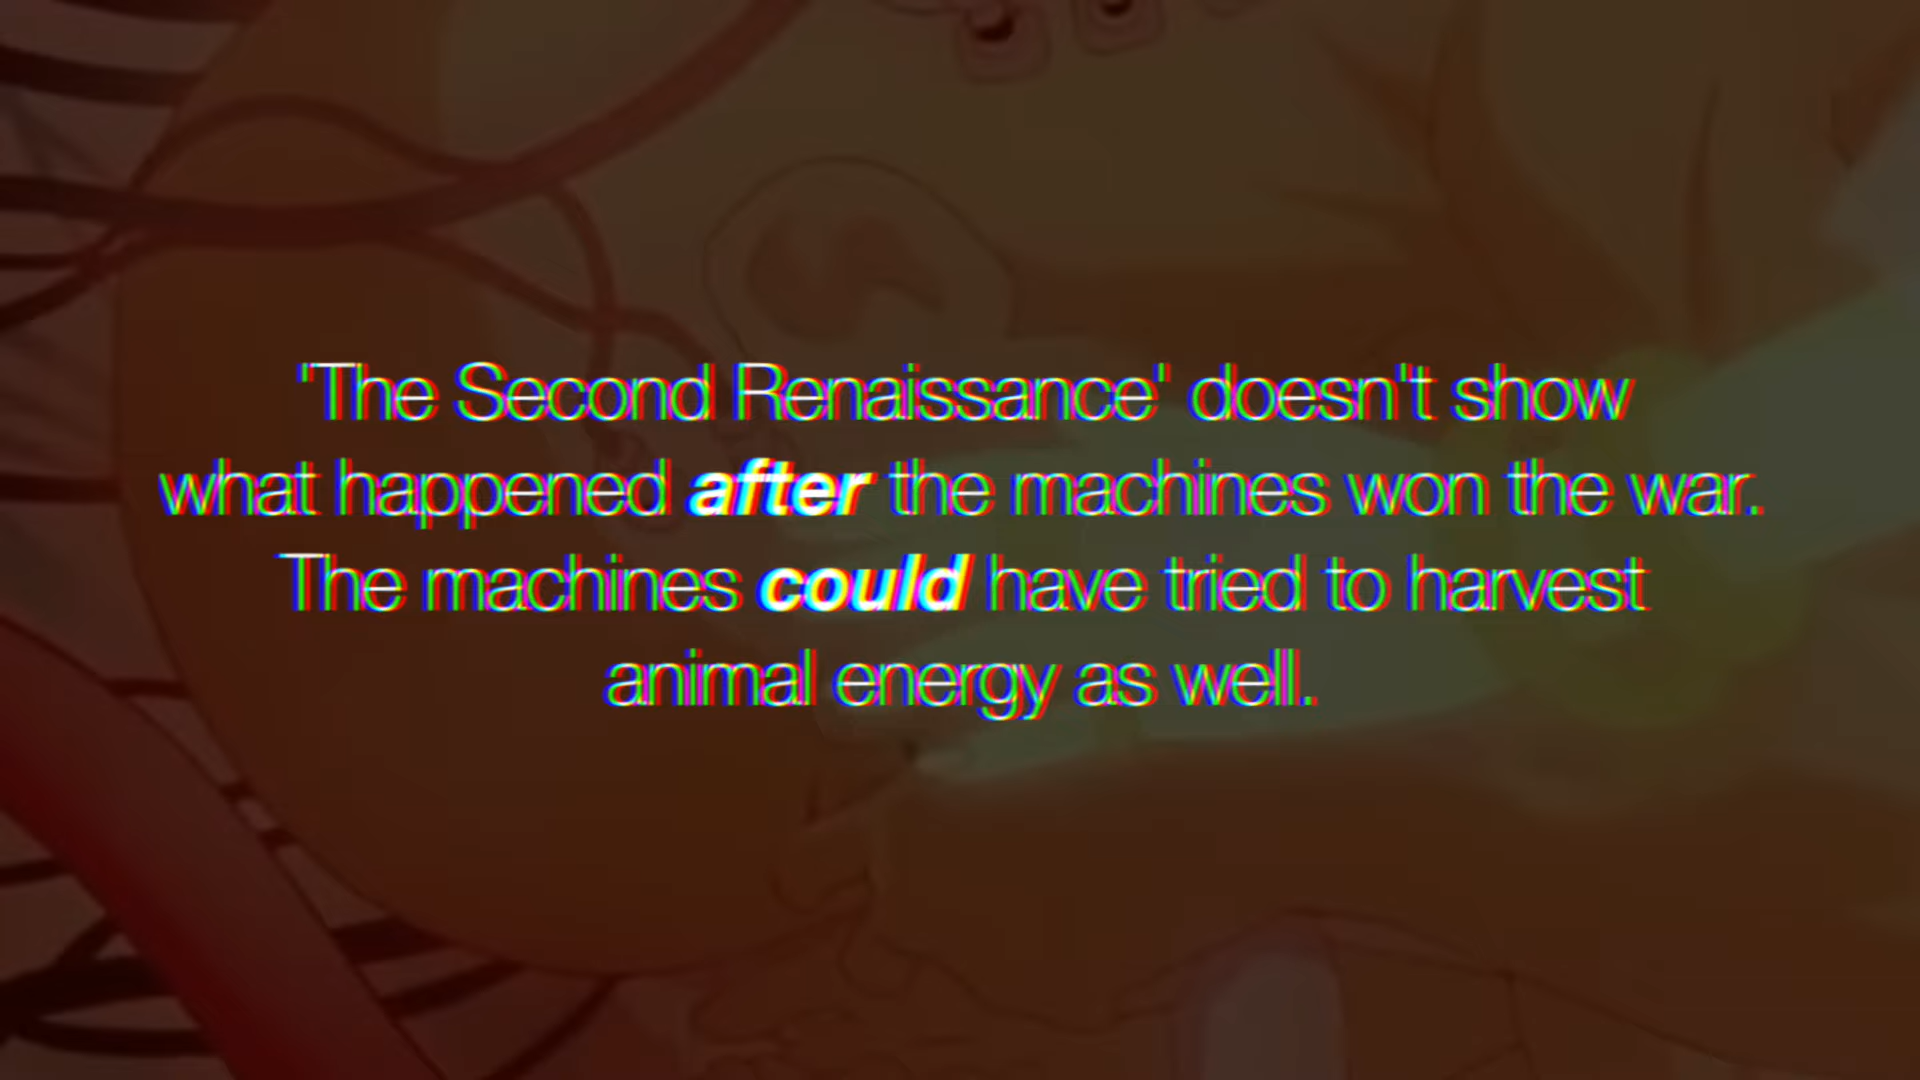 'The Second Renaissance' doesn't show
what happened after the machines won the war.
The machines could have tried to harvest
animal energy as well.